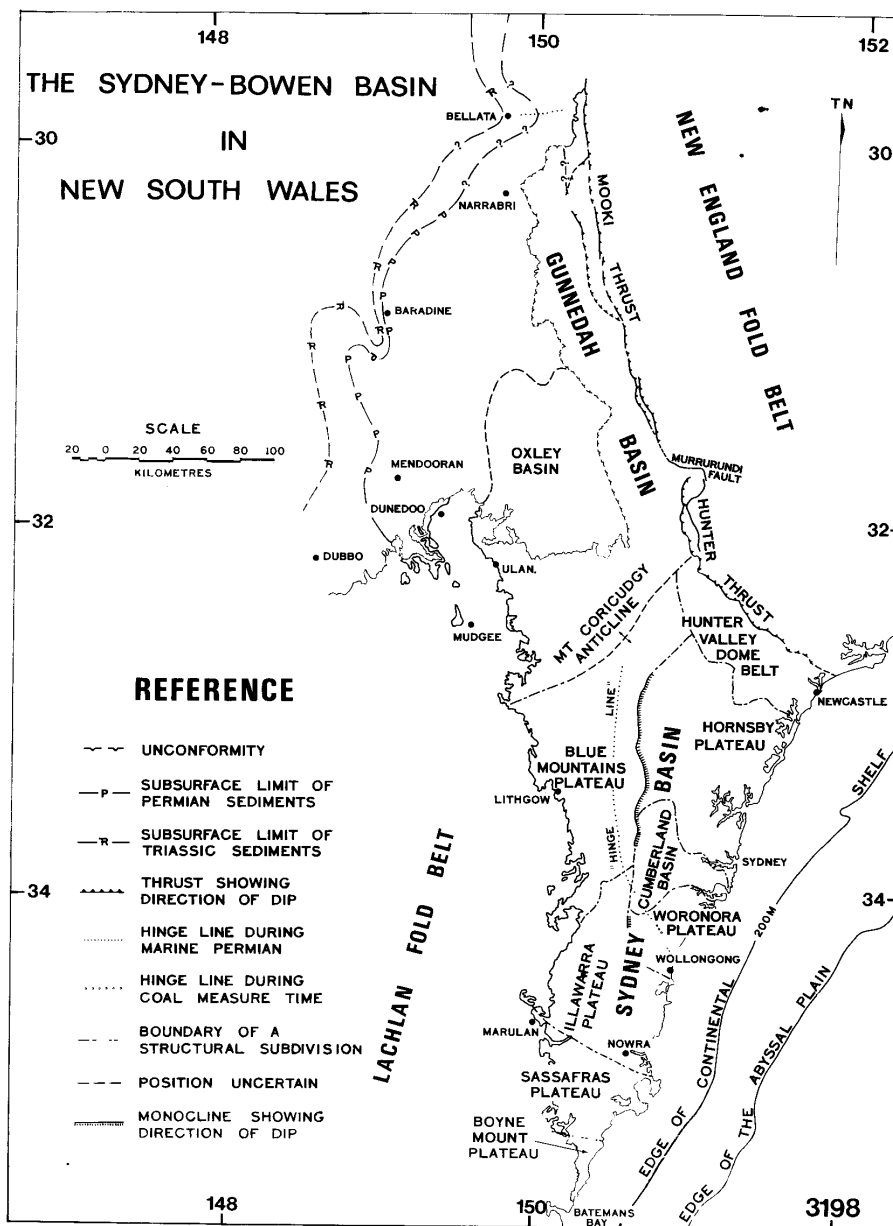 148
150
152
THE SYDNEY-BOWEN BASIN
IN
NEW SOUTH WALES
TN
30
30
BELLATA
NARRABRI
MOOKI
THRUST
NEW ENGLAND FOLD BELT
GUNNEDAH
BASIN
BARADINE
R
P
?
SCALE
20 0 20 40 60 80 100
KILOMETRES
OXLEY
BASIN
MENDOORAN
DUNEDOO
MURRURUNDI
FAULT
HUNTER
THRUST
32
32
DUBBO
ULAN.
MUDGEE
MT CORICUDGY
ANTICLINE
HUNTER
VALLEY
DOME
BELT
NEWCASTLE
HORNSBY
PLATEAU
"HINGE
LINE"
BLUE
MOUNTAINS
PLATEAU
LITHGOW
SYDNEY
BASIN
CUMBERLAND
BASIN
SYDNEY
WORONORA
PLATEAU
WOLLONGONG
34
34
LACHLAN FOLD BELT
ILLAWARRA
PLATEAU
MARULAN
NOWRA
SASSAFRAS
PLATEAU
BOYNE
MOUNT
PLATEAU
BATEMANS
BAY
EDGE OF CONTINENTAL SHELF
200M
EDGE OF THE ABYSSAL PLAIN
REFERENCE
UNCONFORMITY
P
SUBSURFACE LIMIT OF
PERMIAN SEDIMENTS
R
SUBSURFACE LIMIT OF
TRIASSIC SEDIMENTS
THRUST SHOWING
DIRECTION OF DIP
HINGE LINE DURING
MARINE PERMIAN
HINGE LINE DURING
COAL MEASURE TIME
BOUNDARY OF A
STRUCTURAL SUBDIVISION
POSITION UNCERTAIN
MONOCLINE SHOWING
DIRECTION OF DIP
148
150
3198